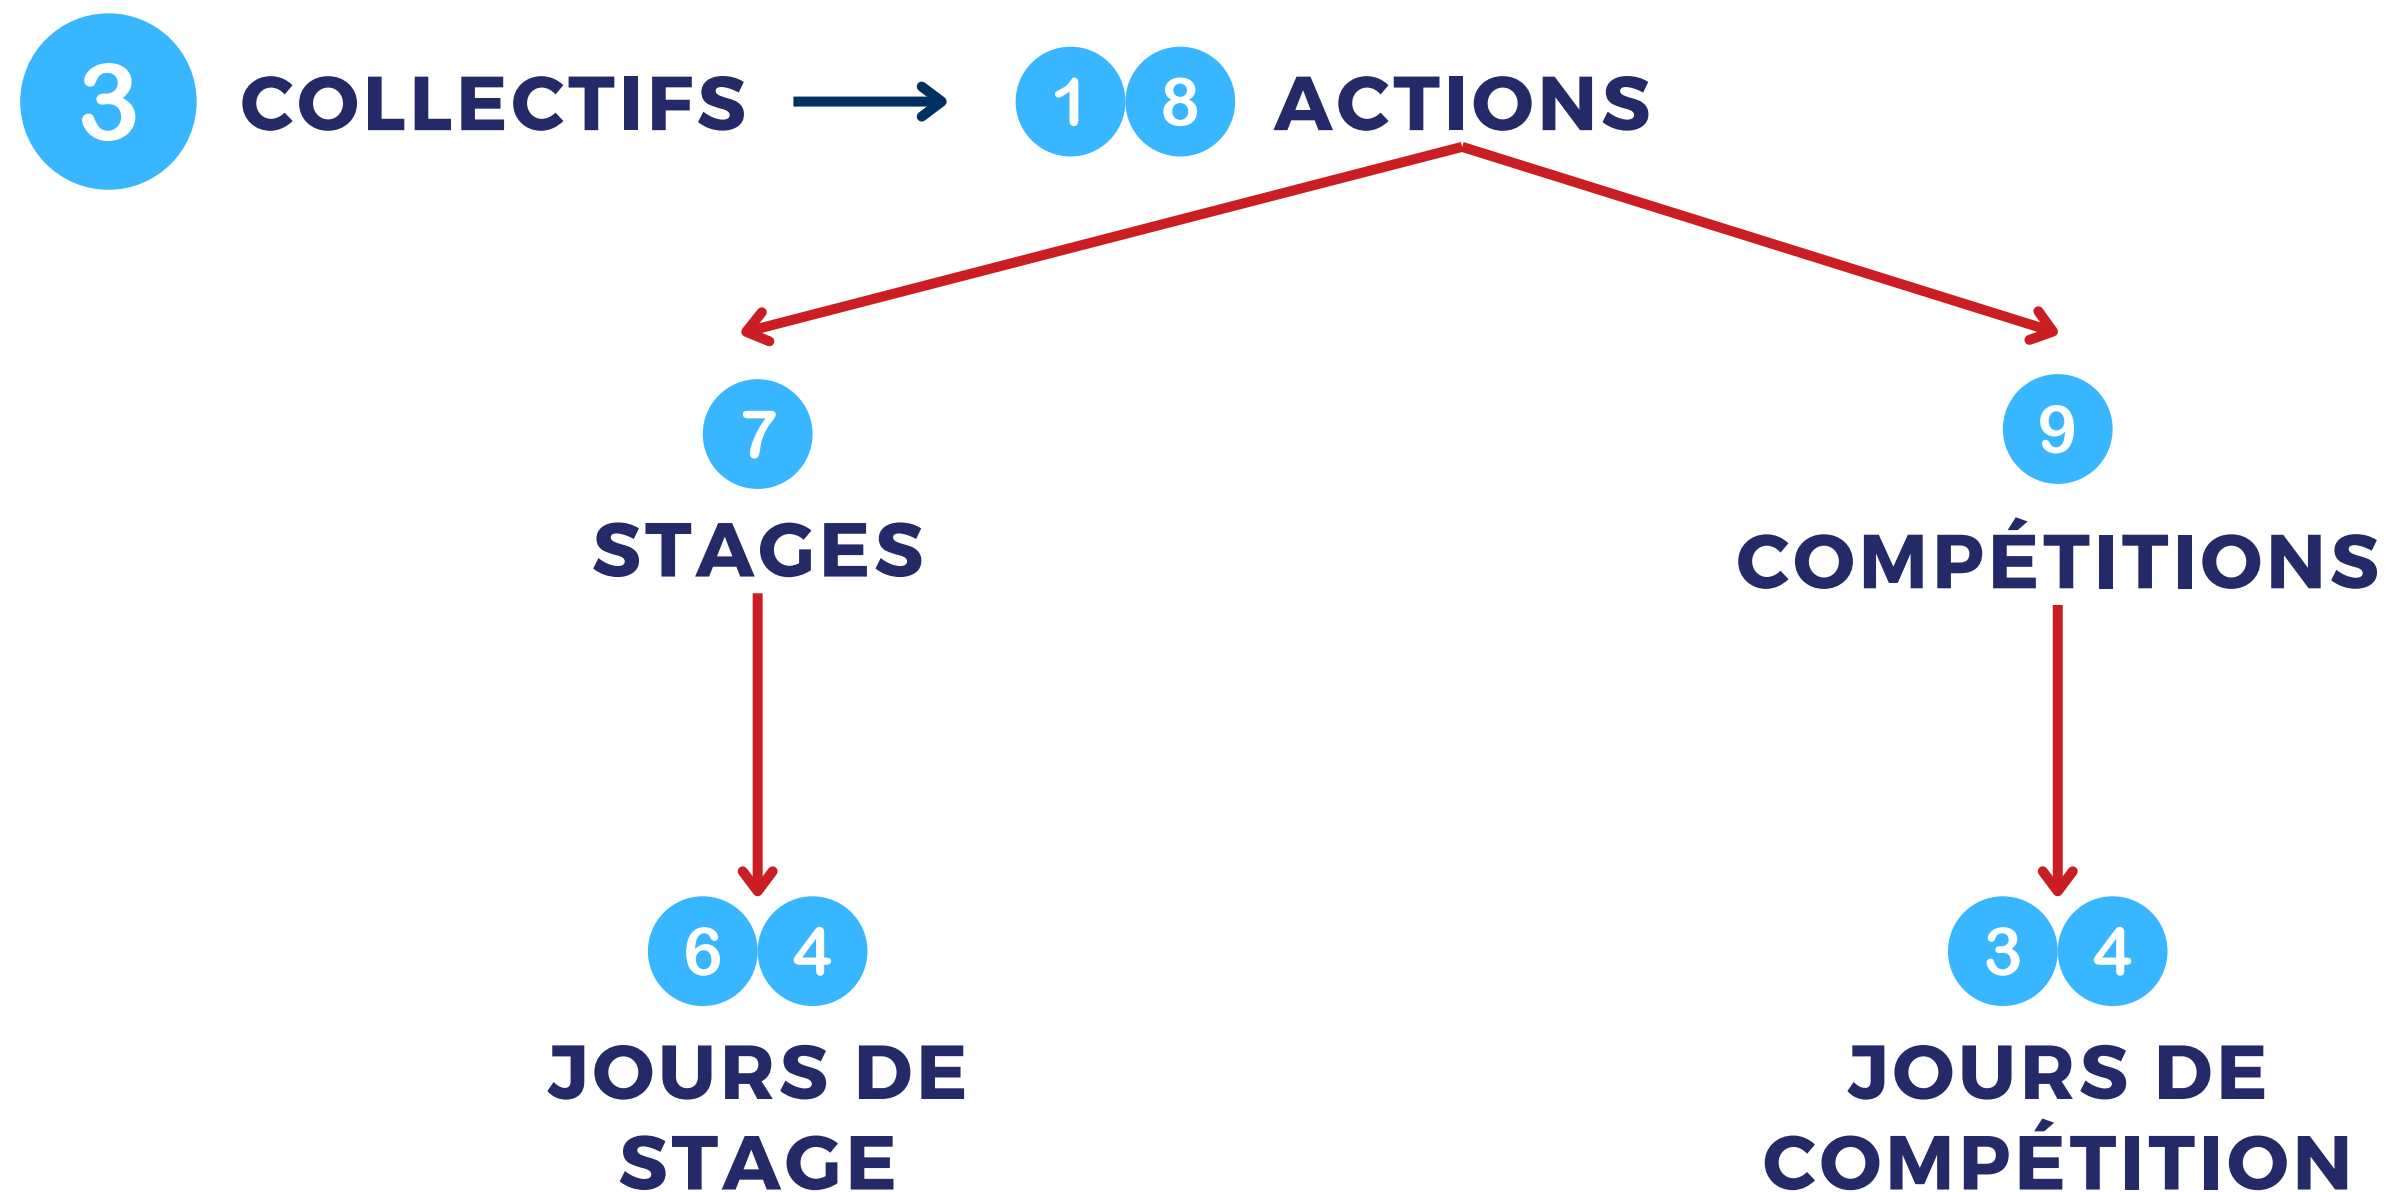 3 COLLECTIFS 18 ACTIONS
7
STAGES
9
COMPÉTITIONS
64
JOURS DE
STAGE
34
JOURS DE
COMPÉTITION